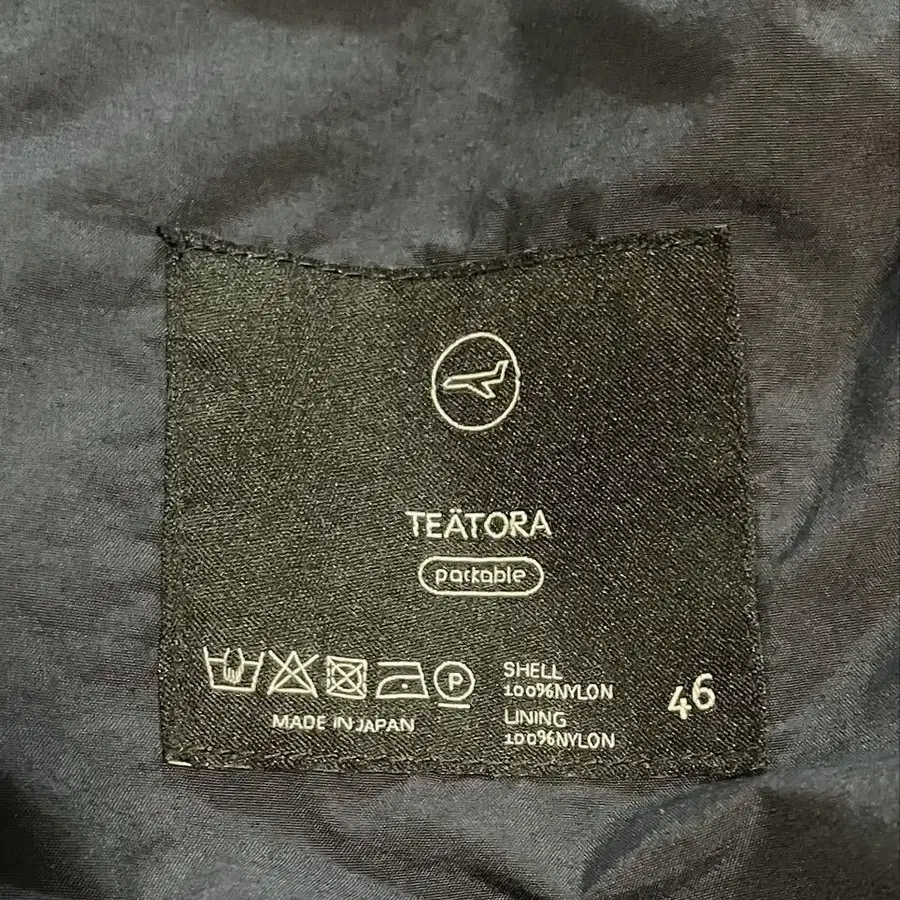 TEÄTORA
packable
P
SHELL
100%NYLON
LINING
100%NYLON
MADE IN JAPAN
46